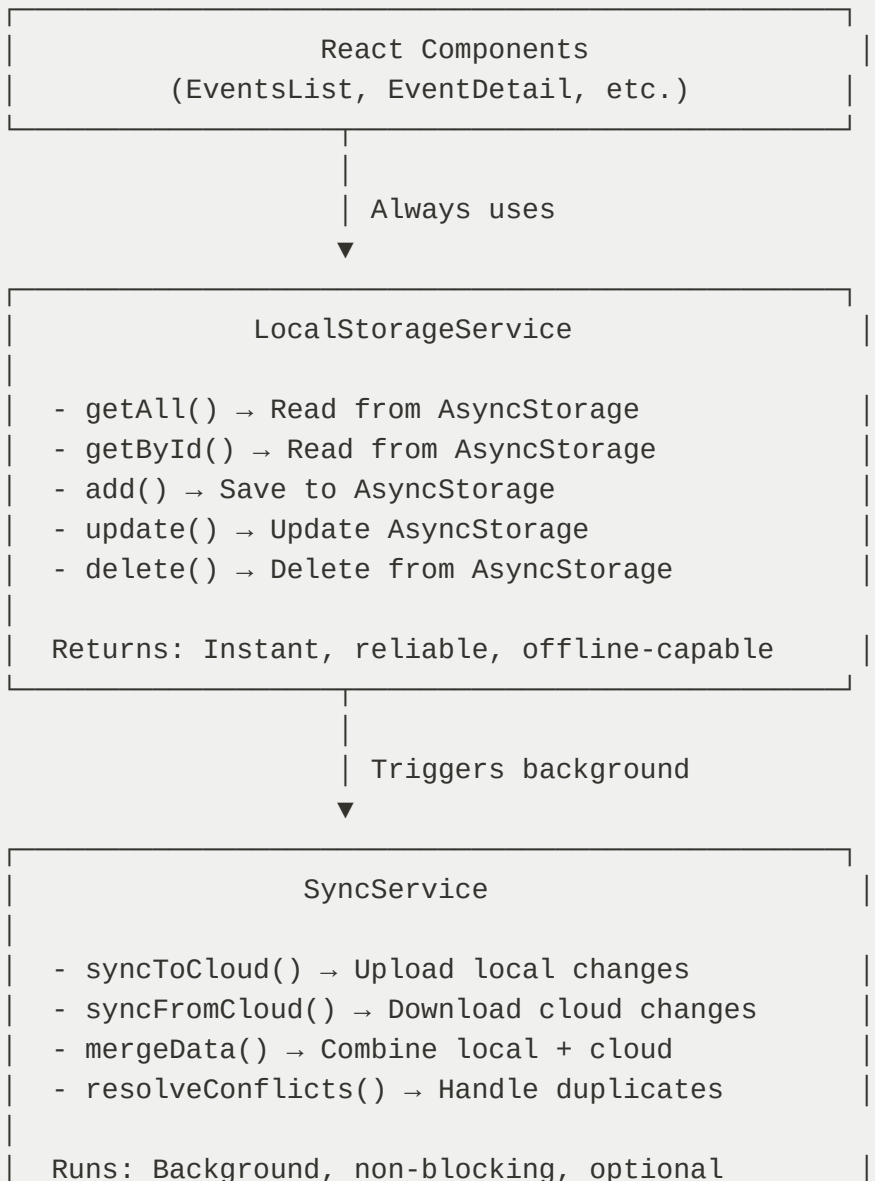 React Components
(EventsList, EventDetail, etc.)
Always uses
LocalStorageService
- getAll() → Read from AsyncStorage
- getById() → Read from AsyncStorage
- add() → Save to AsyncStorage
- update() → Update AsyncStorage
- delete() → Delete from AsyncStorage
Returns: Instant, reliable, offline-capable
Triggers background
SyncService
- syncToCloud() → Upload local changes
- syncFromCloud() → Download cloud changes
- mergeData() → Combine local + cloud
- resolveConflicts() → Handle duplicates
Runs: Background, non-blocking, optional